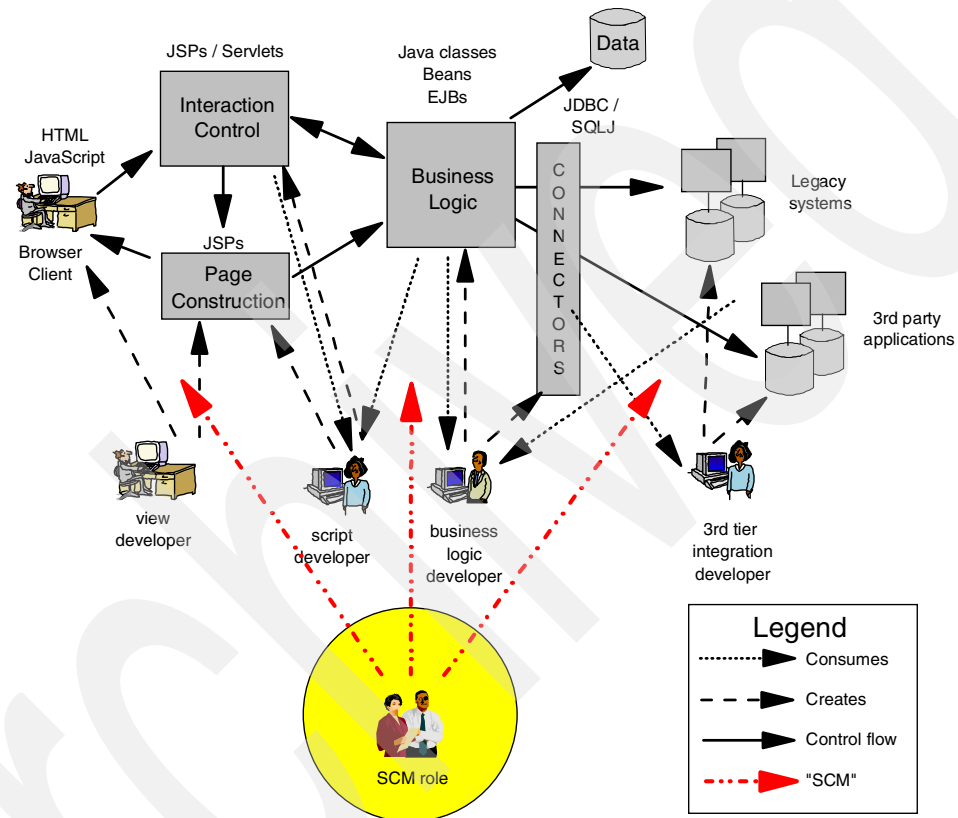 Data
JSPs / Servlets
Java classes
Beans
EJBs
Interaction
Control
JDBC /
SQLJ
HTML
JavaScript
Business
Logic
CONNECTORS
Legacy
systems
Browser
Client
JSPs
Page
Construction
3rd party
applications
view
developer
script
developer
business
logic
developer
3rd tier
integration
developer
Legend
Consumes
Creates
Control flow
"SCM"
SCM role